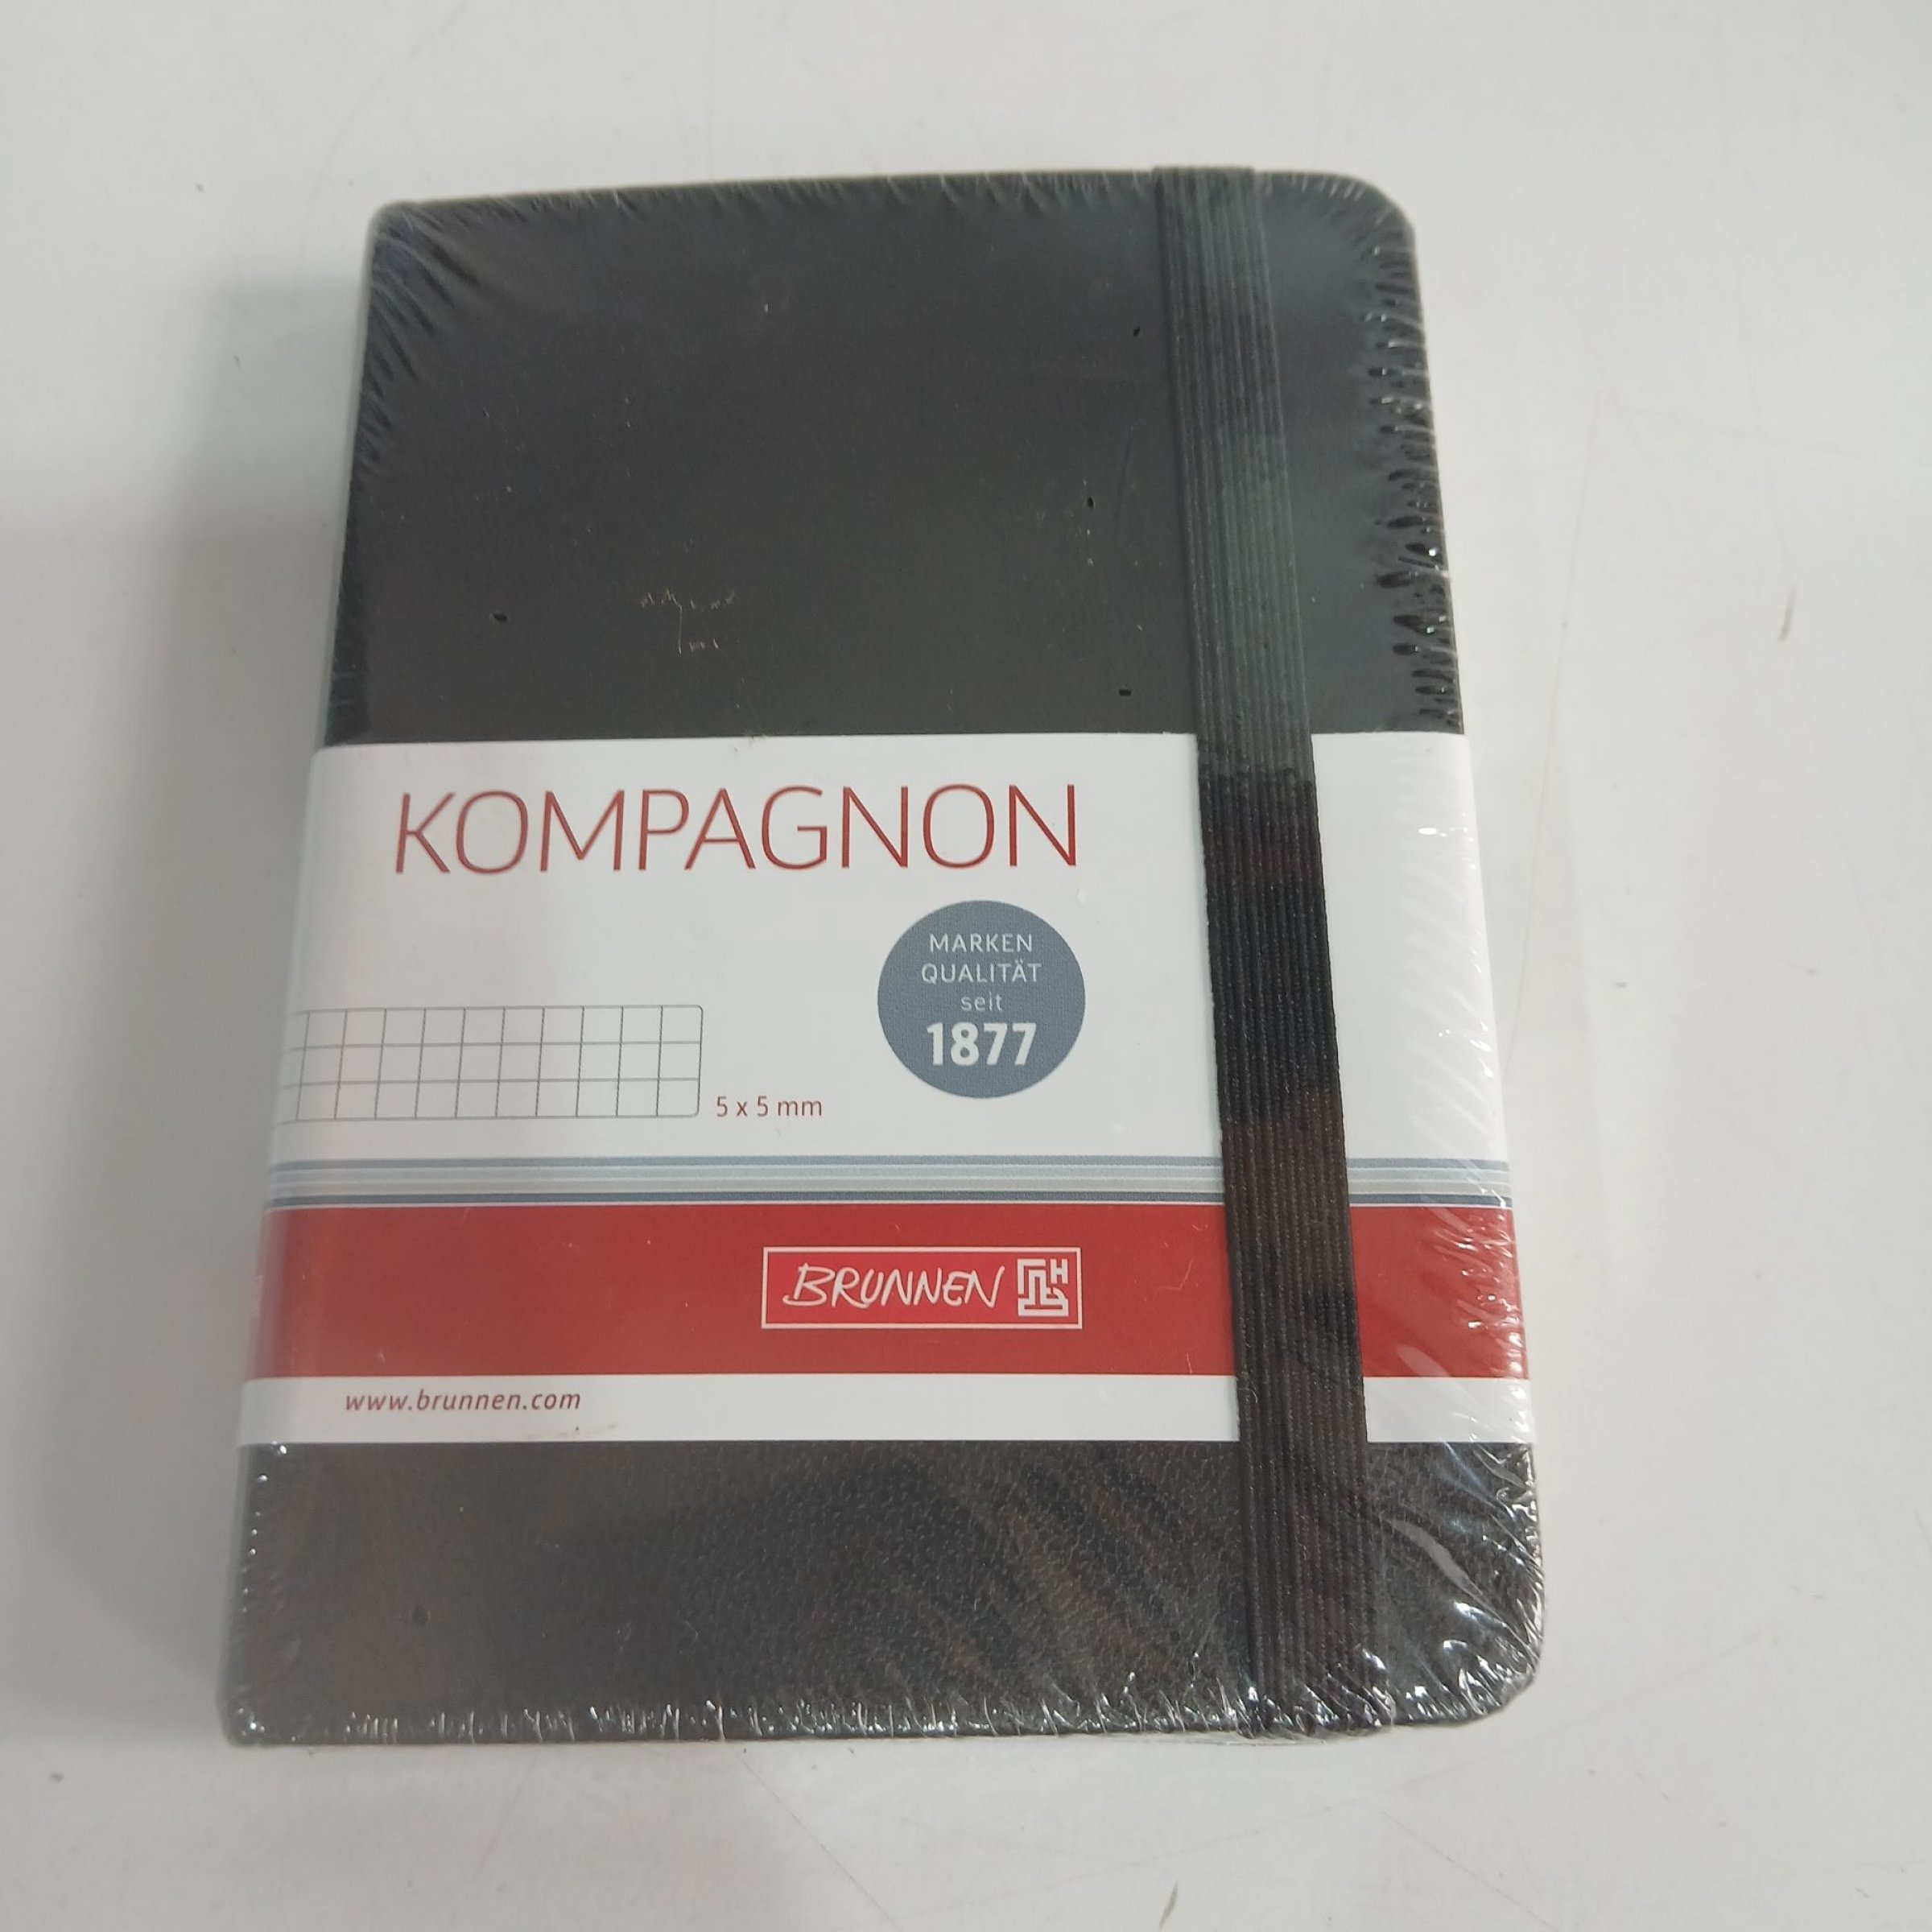 KOMPAGNON
MARKEN
QUALITÄT
seit
1877
5 x 5 mm
BRUNNEN
www.brunnen.com